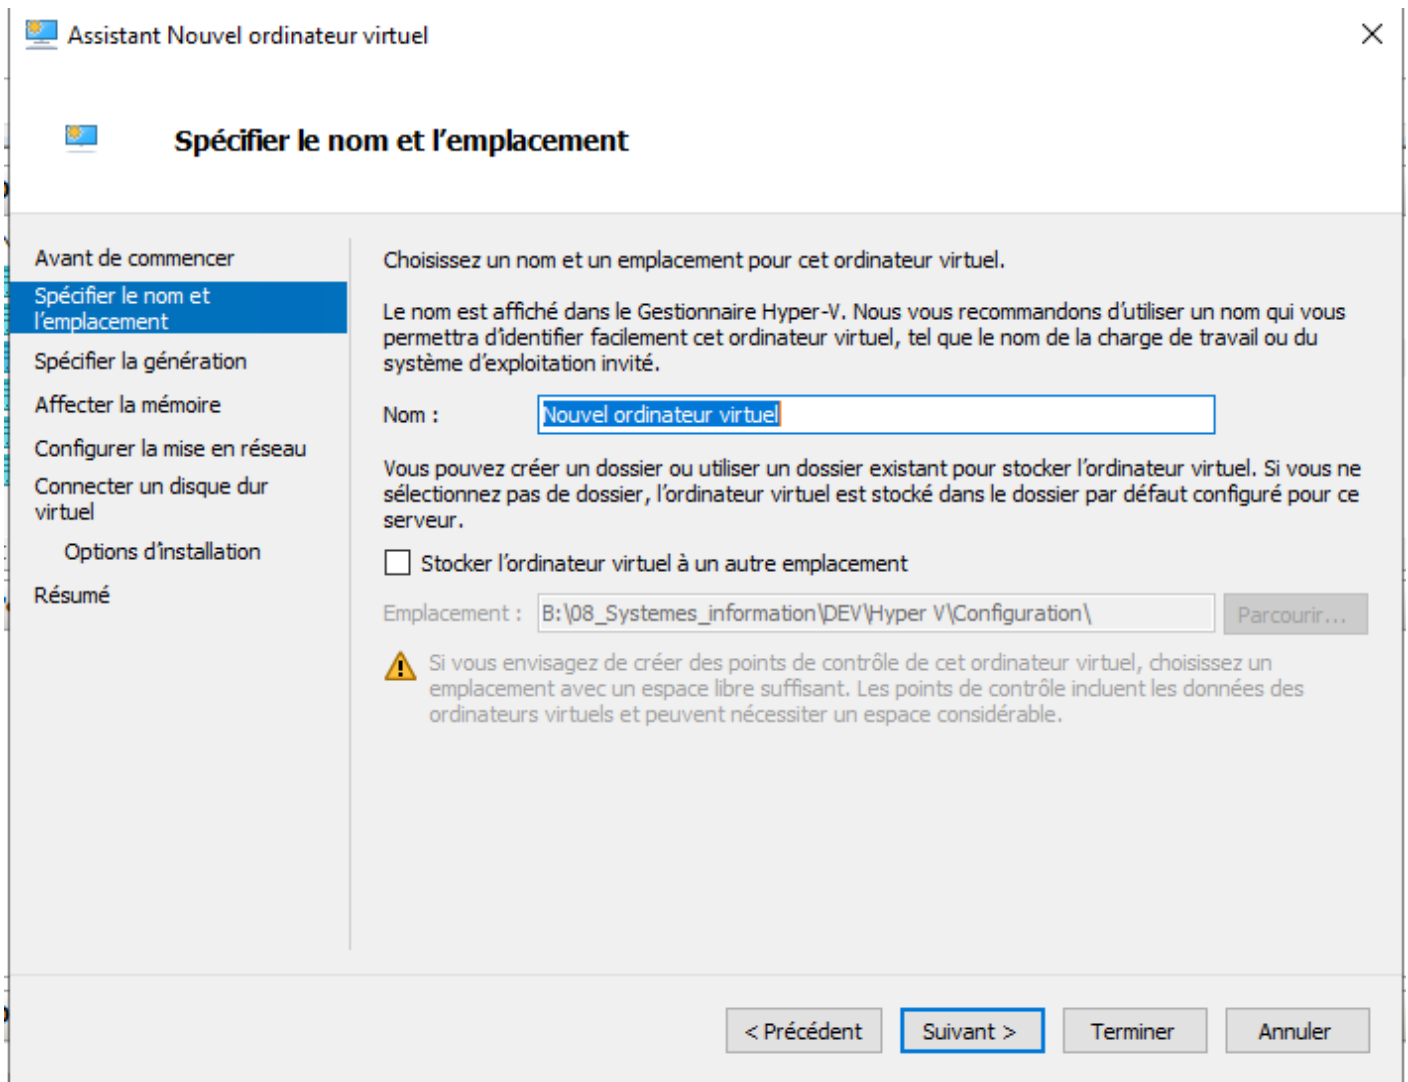 Assistant Nouvel ordinateur virtuel
Spécifier le nom et l’emplacement
Avant de commencer
Spécifier le nom et
l’emplacement
Spécifier la génération
Affecter la mémoire
Configurer la mise en réseau
Connecter un disque dur
virtuel
Options d’installation
Résumé
Choisissez un nom et un emplacement pour cet ordinateur virtuel.
Le nom est affiché dans le Gestionnaire Hyper-V. Nous vous recommandons d’utiliser un nom qui vous
permettra d’identifier facilement cet ordinateur virtuel, tel que le nom de la charge de travail ou du
système d’exploitation invité.
Nom : Nouvel ordinateur virtuel
Vous pouvez créer un dossier ou utiliser un dossier existant pour stocker l’ordinateur virtuel. Si vous ne
sélectionnez pas de dossier, l’ordinateur virtuel est stocké dans le dossier par défaut configuré pour ce
serveur.
Stocker l’ordinateur virtuel à un autre emplacement
Emplacement : B:\08_Systemes_information\DEV\Hyper V\Configuration\ Parcourir...
Si vous envisagez de créer des points de contrôle de cet ordinateur virtuel, choisissez un
emplacement avec un espace libre suffisant. Les points de contrôle incluent les données des
ordinateurs virtuels et peuvent nécessiter un espace considérable.
< Précédent Suivant > Terminer Annuler